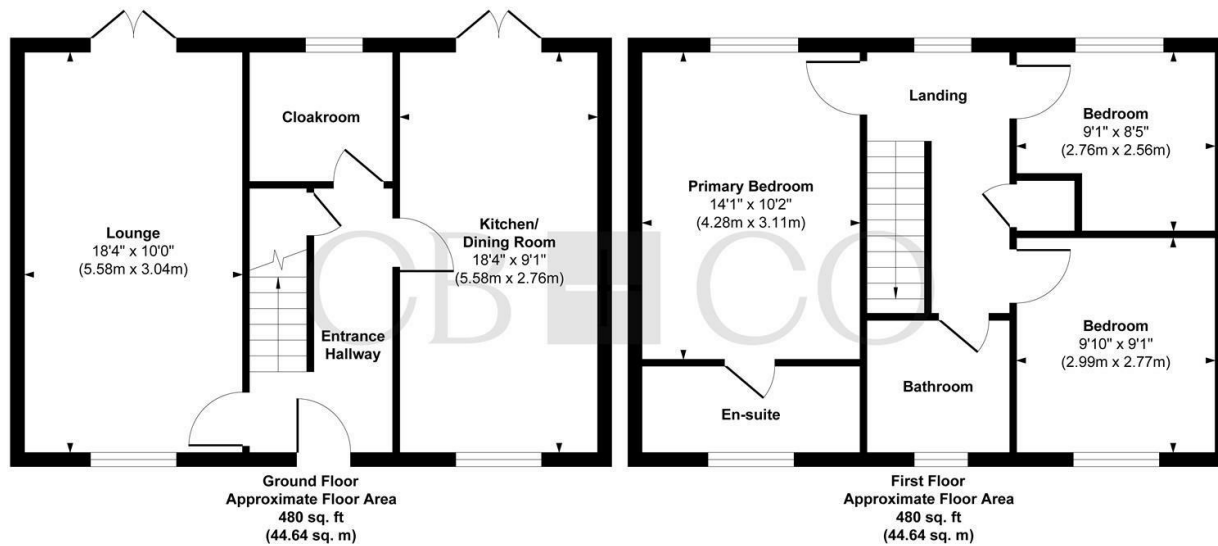 Cloakroom
Lounge
18'4" x 10'0"
(5.58m x 3.04m)
Kitchen/
Dining Room
18'4" x 9'1"
(5.58m x 2.76m)
Entrance
Hallway
Ground Floor
Approximate Floor Area
480 sq. ft
(44.64 sq. m)
Landing
Bedroom
9'1" x 8'5"
(2.76m x 2.56m)
Primary Bedroom
14'1" x 10'2"
(4.28m x 3.11m)
Bedroom
9'10" x 9'1"
(2.99m x 2.77m)
Bathroom
En-suite
First Floor
Approximate Floor Area
480 sq. ft
(44.64 sq. m)
CBH CO